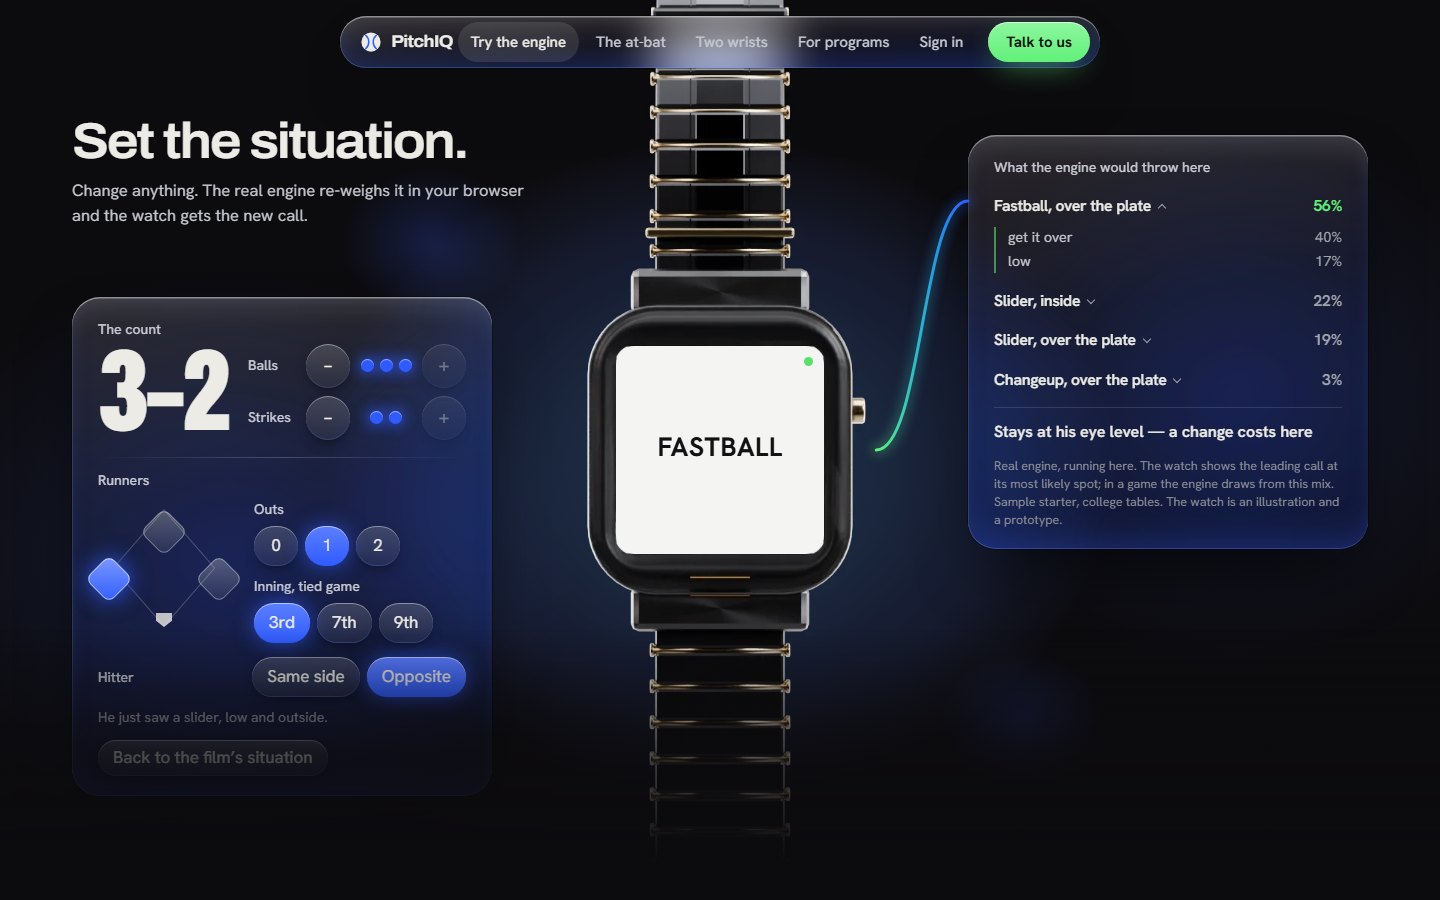 PitchIQ
Try the engine
The at-bat
Two wrists
For programs
Sign in
Talk to us
Set the situation.
Change anything. The real engine re-weighs it in your browser
and the watch gets the new call.
The count
3–2
Balls
–
+
Strikes
–
+
Runners
Outs
0
1
2
Inning, tied game
3rd
7th
9th
Hitter
Same side
Opposite
He just saw a slider, low and outside.
Back to the film’s situation
FASTBALL
What the engine would throw here
Fastball, over the plate 56%
get it over 40%
low 17%
Slider, inside 22%
Slider, over the plate 19%
Changeup, over the plate 3%
Stays at his eye level — a change costs here
Real engine, running here. The watch shows the leading call at
its most likely spot; in a game the engine draws from this mix.
Sample starter, college tables. The watch is an illustration and
a prototype.